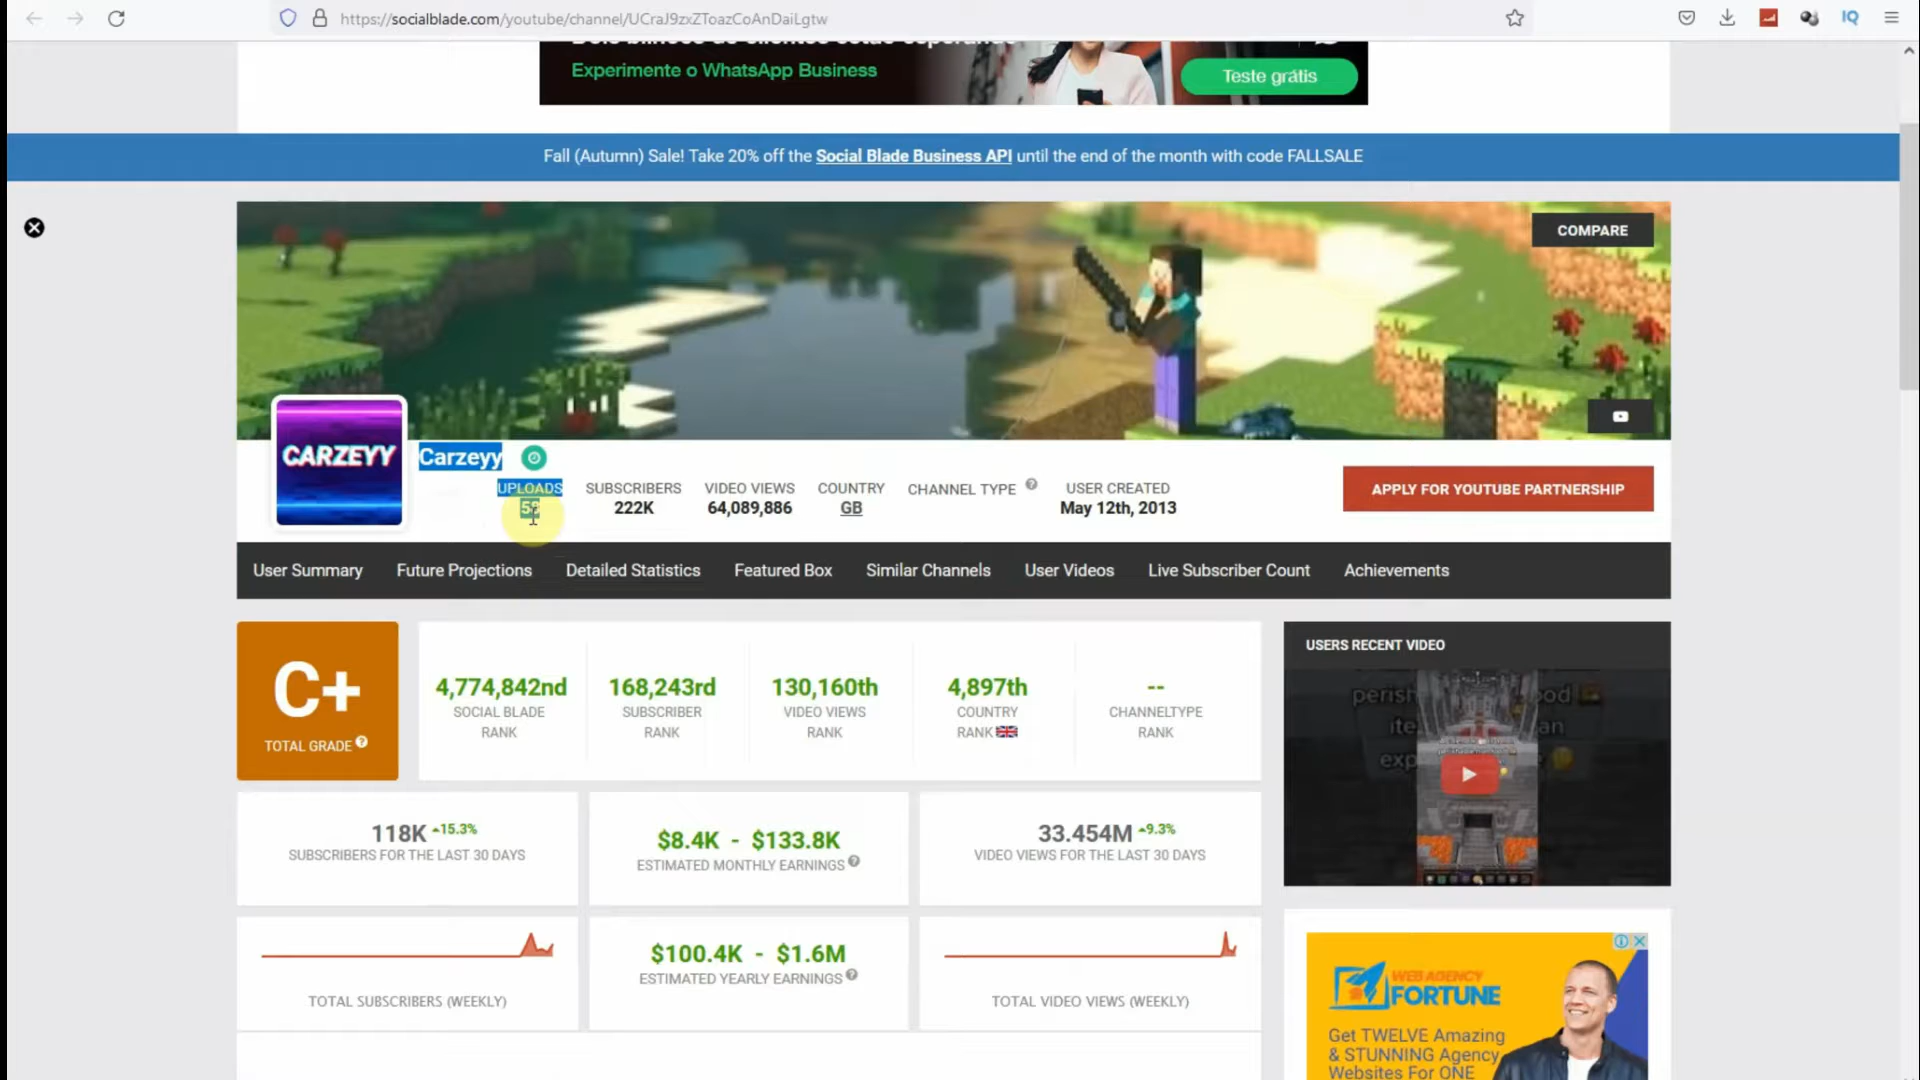 https://socialblade.com/youtube/channel/UCraJ9zxZToazCoAnDaiLgtw
IQ
Experimente o WhatsApp Business
Teste grátis
Fall (Autumn) Sale! Take 20% off the Social Blade Business API until the end of the month with code FALLSALE
COMPARE
CARZEYY
Carzeyy
UPLOADS
SUBSCRIBERS
222K
VIDEO VIEWS
64,089,886
COUNTRY
GB
CHANNEL TYPE
USER CREATED
May 12th, 2013
APPLY FOR YOUTUBE PARTNERSHIP
User Summary Future Projections Detailed Statistics Featured Box Similar Channels User Videos Live Subscriber Count Achievements
C+
TOTAL GRADE
4,774,842nd
SOCIAL BLADE
RANK
168,243rd
SUBSCRIBER
RANK
130,160th
VIDEO VIEWS
RANK
4,897th
COUNTRY
RANK
--
CHANNELTYPE
RANK
USERS RECENT VIDEO
118K 15.3%
SUBSCRIBERS FOR THE LAST 30 DAYS
$8.4K - $133.8K
ESTIMATED MONTHLY EARNINGS
33.454M 9.3%
VIDEO VIEWS FOR THE LAST 30 DAYS
TOTAL SUBSCRIBERS (WEEKLY)
$100.4K - $1.6M
ESTIMATED YEARLY EARNINGS
TOTAL VIDEO VIEWS (WEEKLY)
WEB AGENCY
FORTUNE
Get TWELVE Amazing
& STUNNING Agency
Websites For ONE